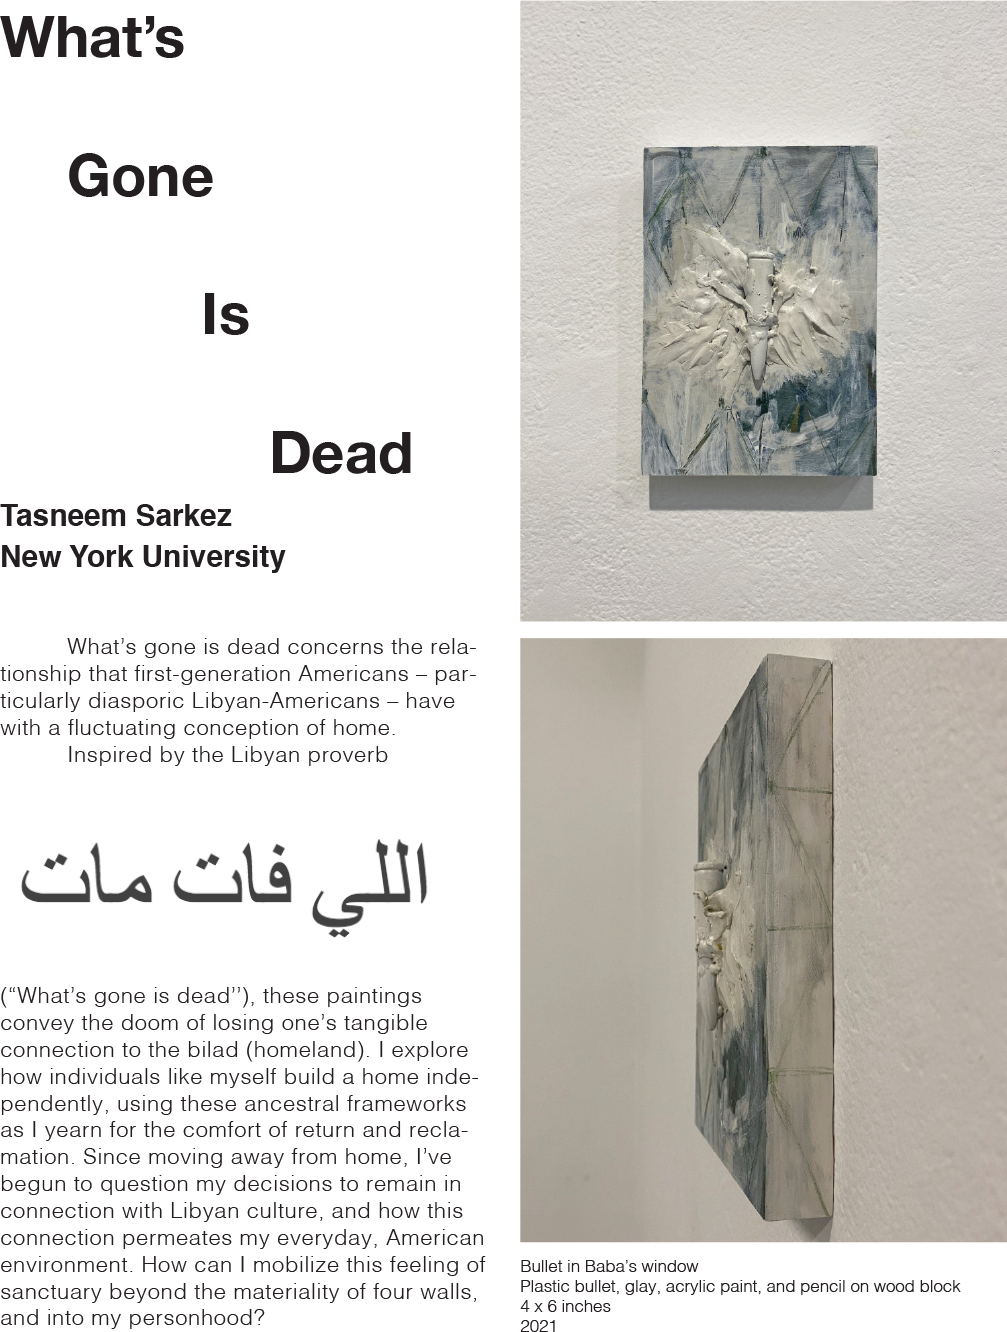 What’s
Gone
Is
Dead
Tasneem Sarkez
New York University
What’s gone is dead concerns the rela-
tionship that first-generation Americans – par-
ticularly diasporic Libyan-Americans – have
with a fluctuating conception of home.
Inspired by the Libyan proverb
اللي فات مات
(“What’s gone is dead’’), these paintings
convey the doom of losing one’s tangible
connection to the bilad (homeland). I explore
how individuals like myself build a home inde-
pendently, using these ancestral frameworks
as I yearn for the comfort of return and recla-
mation. Since moving away from home, I’ve
begun to question my decisions to remain in
connection with Libyan culture, and how this
connection permeates my everyday, American
environment. How can I mobilize this feeling of
sanctuary beyond the materiality of four walls,
and into my personhood?
Bullet in Baba’s window
Plastic bullet, glay, acrylic paint, and pencil on wood block
4 x 6 inches
2021